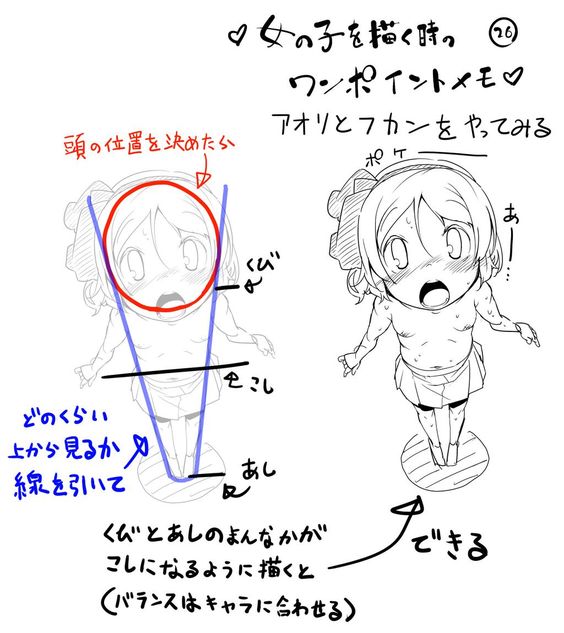 ♡女の子を描く時の ㉖
ワンポイントメモ♡
アオリとフカンをやってみる
ポケー
あー…
頭の位置を決めたら
くび
こし
どのくらい
上から見るか
線を引いて
あし
くびとあしのまんなかが
こしになるように描くと
(バランスはキャラに合わせる)
できる